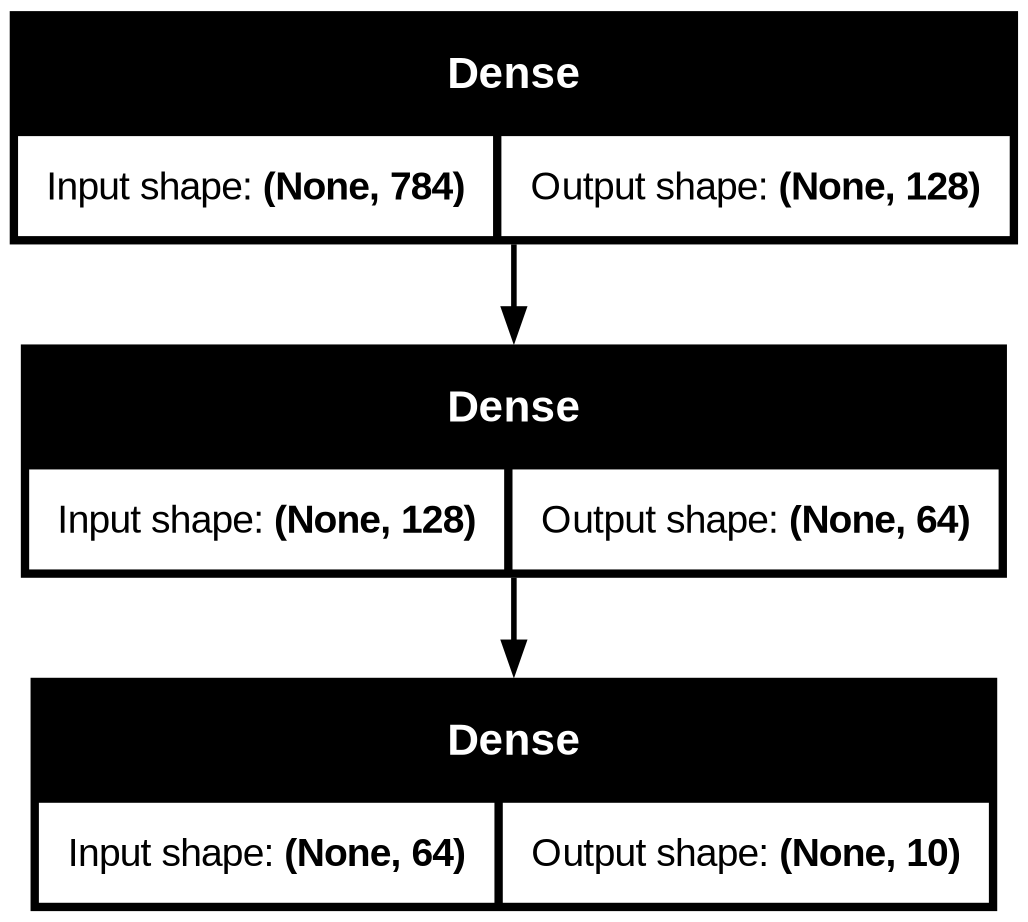 Dense
Input shape: (None, 784) Output shape: (None, 128)
Dense
Input shape: (None, 128) Output shape: (None, 64)
Dense
Input shape: (None, 64) Output shape: (None, 10)